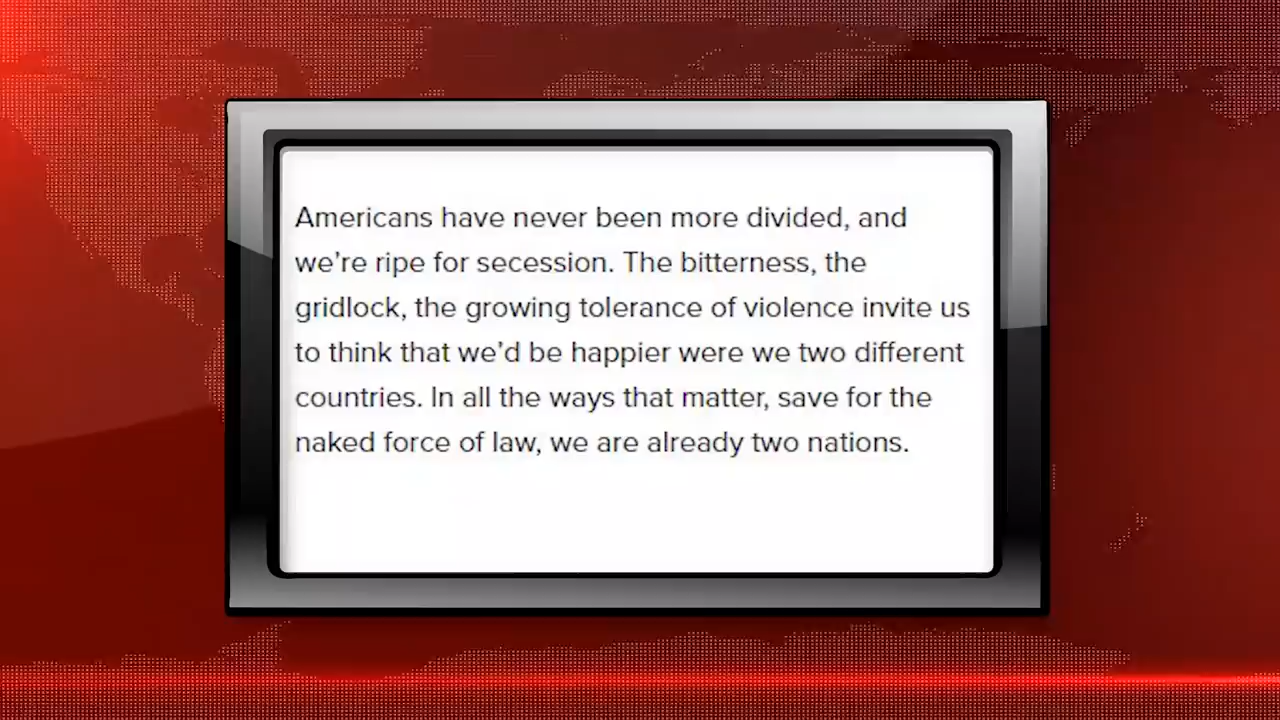 Americans have never been more divided, and
we're ripe for secession. The bitterness, the
gridlock, the growing tolerance of violence invite us
to think that we'd be happier were we two different
countries. In all the ways that matter, save for the
naked force of law, we are already two nations.